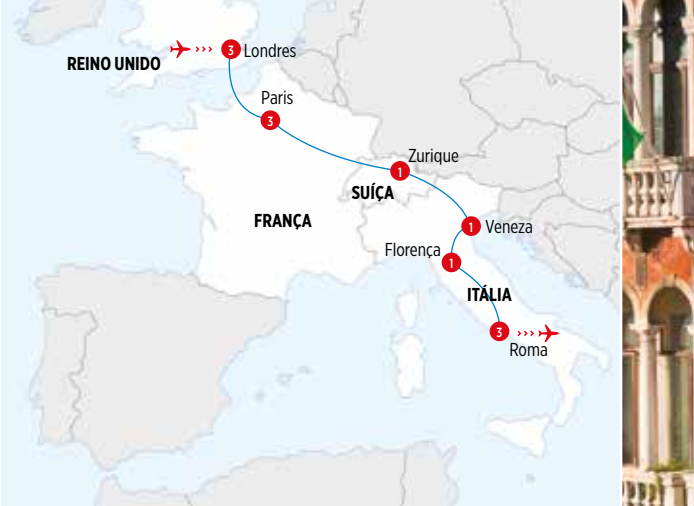 3 Londres
REINO UNIDO
Paris
3
Zurique
1
SUÍÇA
FRANÇA
1 Veneza
Florença
1
ITÁLIA
3
Roma